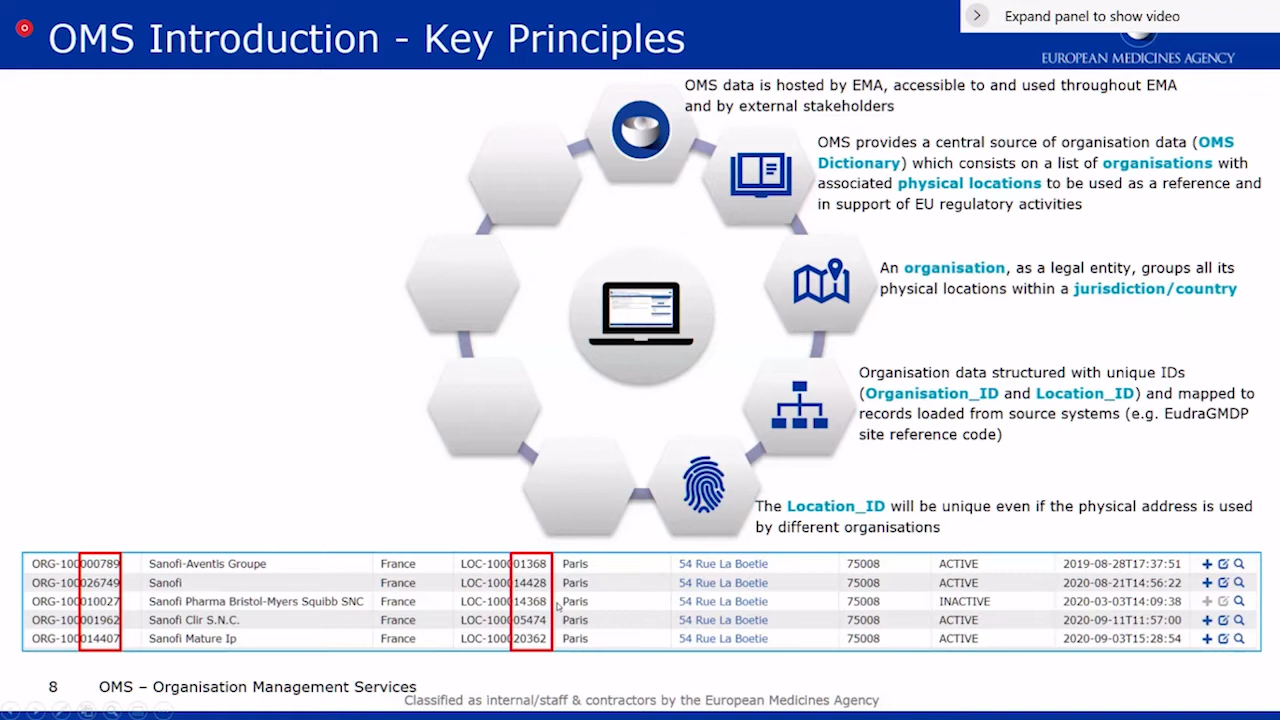 OMS Introduction - Key Principles
Expand panel to show video
EUROPEAN MEDICINES AGENCY
OMS data is hosted by EMA, accessible to and used throughout EMA
and by external stakeholders
OMS provides a central source of organisation data (OMS
Dictionary) which consists on a list of organisations with
associated physical locations to be used as a reference and
in support of EU regulatory activities
An organisation, as a legal entity, groups all its
physical locations within a jurisdiction/country
Organisation data structured with unique IDs
(Organisation_ID and Location_ID) and mapped to
records loaded from source systems (e.g. EudraGMDP
site reference code)
The Location_ID will be unique even if the physical address is used
by different organisations
ORG-100000789 Sanofi-Aventis Groupe France LOC-100001368 Paris 54 Rue La Boetie 75008 ACTIVE 2019-08-28T17:37:51
ORG-100026749 Sanofi France LOC-100014428 Paris 54 Rue La Boetie 75008 ACTIVE 2020-08-21T14:56:22
ORG-100010027 Sanofi Pharma Bristol-Myers Squibb SNC France LOC-100014368 Paris 54 Rue La Boetie 75008 INACTIVE 2020-03-03T14:09:38
ORG-100001962 Sanofi Clir S.N.C. France LOC-100005474 Paris 54 Rue La Boetie 75008 ACTIVE 2020-09-11T11:57:00
ORG-100014407 Sanofi Mature Ip France LOC-100020362 Paris 54 Rue La Boetie 75008 ACTIVE 2020-09-03T15:28:54
8 OMS – Organisation Management Services
Classified as internal/staff & contractors by the European Medicines Agency